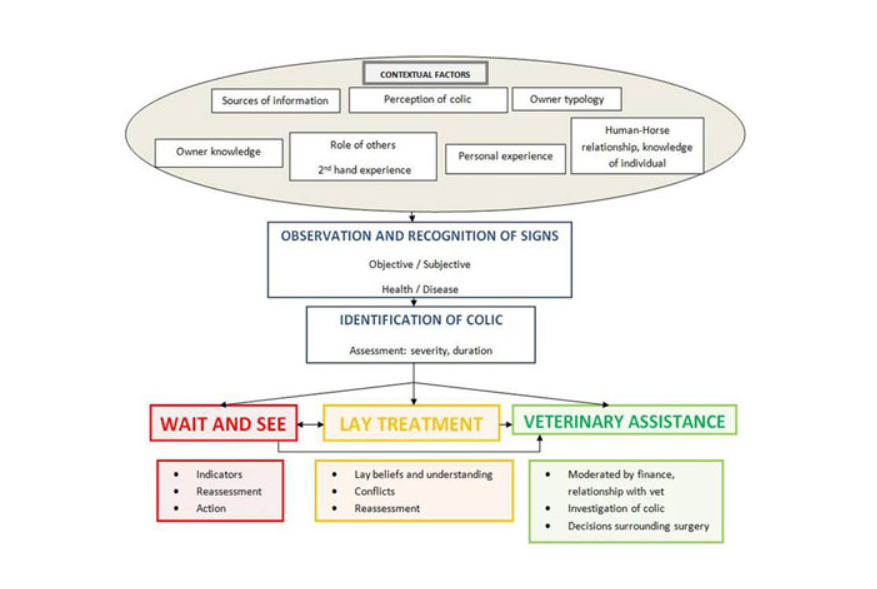 CONTEXTUAL FACTORS
Sources of information
Perception of colic
Owner typology
Owner knowledge
Role of others
2nd hand experience
Personal experience
Human-Horse
relationship, knowledge
of individual
OBSERVATION AND RECOGNITION OF SIGNS
Objective / Subjective
Health / Disease
IDENTIFICATION OF COLIC
Assessment: severity, duration
WAIT AND SEE
LAY TREATMENT
VETERINARY ASSISTANCE
• Indicators
• Reassessment
• Action
• Lay beliefs and understanding
• Conflicts
• Reassessment
• Moderated by finance,
relationship with vet
• Investigation of colic
• Decisions surrounding surgery